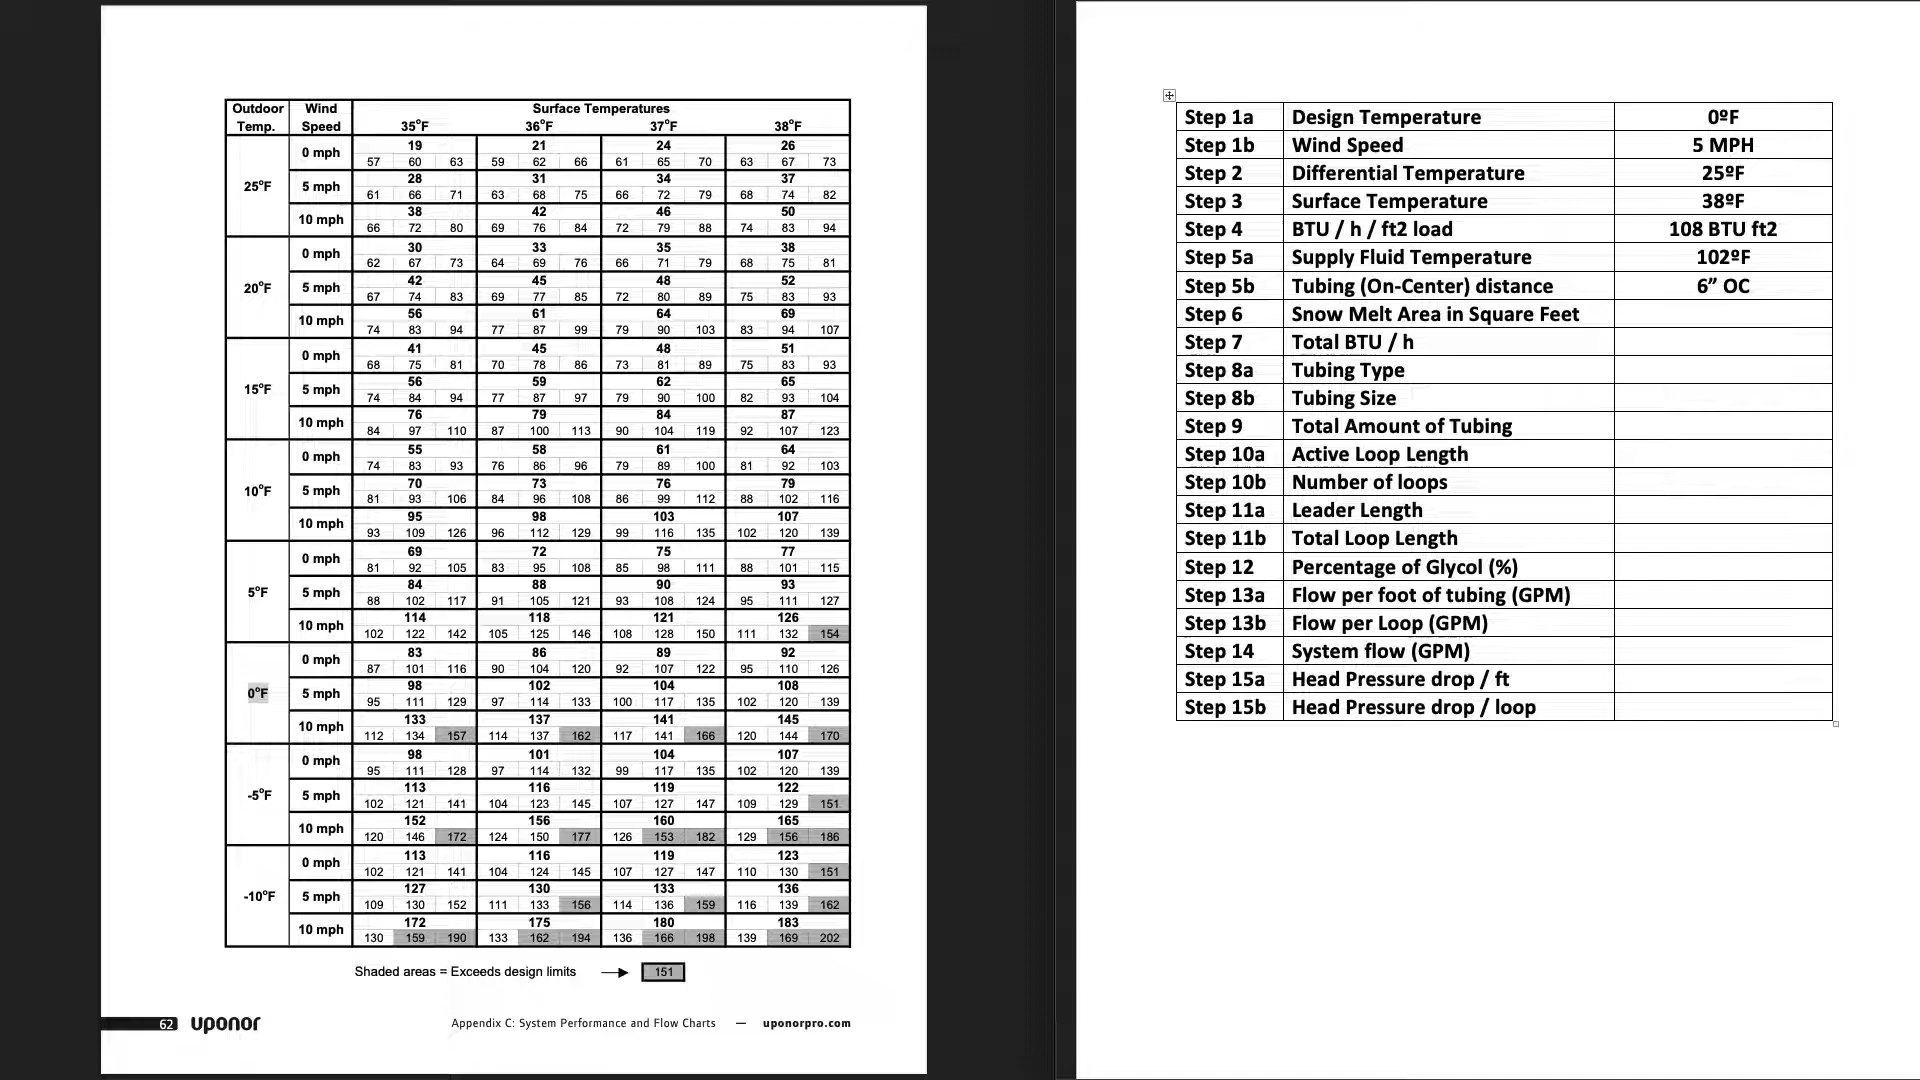 Outdoor Temp. Wind Speed Surface Temperatures
35°F 36°F 37°F 38°F
25°F
0 mph 19 21 24 26
57 60 63 59 62 66 61 65 70 63 67 73
5 mph 28 31 34 37
61 66 71 63 68 75 66 72 79 68 74 82
10 mph 38 42 46 50
66 72 80 69 76 84 72 79 88 74 83 94
20°F
0 mph 30 33 35 38
62 67 73 64 69 76 66 71 79 68 75 81
5 mph 42 45 48 52
67 74 83 69 77 85 72 80 89 75 83 93
10 mph 56 61 64 69
74 83 94 77 87 99 79 90 103 83 94 107
15°F
0 mph 41 45 48 51
68 75 81 70 78 86 73 81 89 75 83 93
5 mph 56 59 62 65
74 84 94 77 87 97 79 90 100 82 93 104
10 mph 76 79 84 87
84 97 110 87 100 113 90 104 119 92 107 123
10°F
0 mph 55 58 61 64
74 83 93 76 86 96 79 89 100 81 92 103
5 mph 70 73 76 79
81 93 106 84 96 108 86 99 112 88 102 116
10 mph 95 98 103 107
93 109 126 96 112 129 99 116 135 102 120 139
5°F
0 mph 69 72 75 77
81 92 105 83 95 108 85 98 111 88 101 115
5 mph 84 88 90 93
88 102 117 91 105 121 93 108 124 95 111 127
10 mph 114 118 121 126
102 122 142 105 125 146 108 128 150 111 132 154
0°F
0 mph 83 86 89 92
87 101 116 90 104 120 92 107 122 95 110 126
5 mph 98 102 104 108
95 111 129 97 114 133 100 117 135 102 120 139
10 mph 133 137 141 145
112 134 157 114 137 162 117 141 166 120 144 170
-5°F
0 mph 98 101 104 107
95 111 128 97 114 132 99 117 135 102 120 139
5 mph 113 116 119 122
102 121 141 104 123 145 107 127 147 109 129 151
10 mph 152 156 160 165
120 146 172 124 150 177 126 153 182 129 156 186
-10°F
0 mph 113 116 119 123
102 121 141 104 124 145 107 127 147 110 130 151
5 mph 127 130 133 136
109 130 152 111 133 156 114 136 159 116 139 162
10 mph 172 175 180 183
130 159 190 133 162 194 136 166 198 139 169 202
Shaded areas = Exceeds design limits → 151
62 uponor Appendix C: System Performance and Flow Charts — uponorpro.com
Step 1a Design Temperature 0ºF
Step 1b Wind Speed 5 MPH
Step 2 Differential Temperature 25ºF
Step 3 Surface Temperature 38ºF
Step 4 BTU / h / ft2 load 108 BTU ft2
Step 5a Supply Fluid Temperature 102ºF
Step 5b Tubing (On-Center) distance 6” OC
Step 6 Snow Melt Area in Square Feet
Step 7 Total BTU / h
Step 8a Tubing Type
Step 8b Tubing Size
Step 9 Total Amount of Tubing
Step 10a Active Loop Length
Step 10b Number of loops
Step 11a Leader Length
Step 11b Total Loop Length
Step 12 Percentage of Glycol (%)
Step 13a Flow per foot of tubing (GPM)
Step 13b Flow per Loop (GPM)
Step 14 System flow (GPM)
Step 15a Head Pressure drop / ft
Step 15b Head Pressure drop / loop